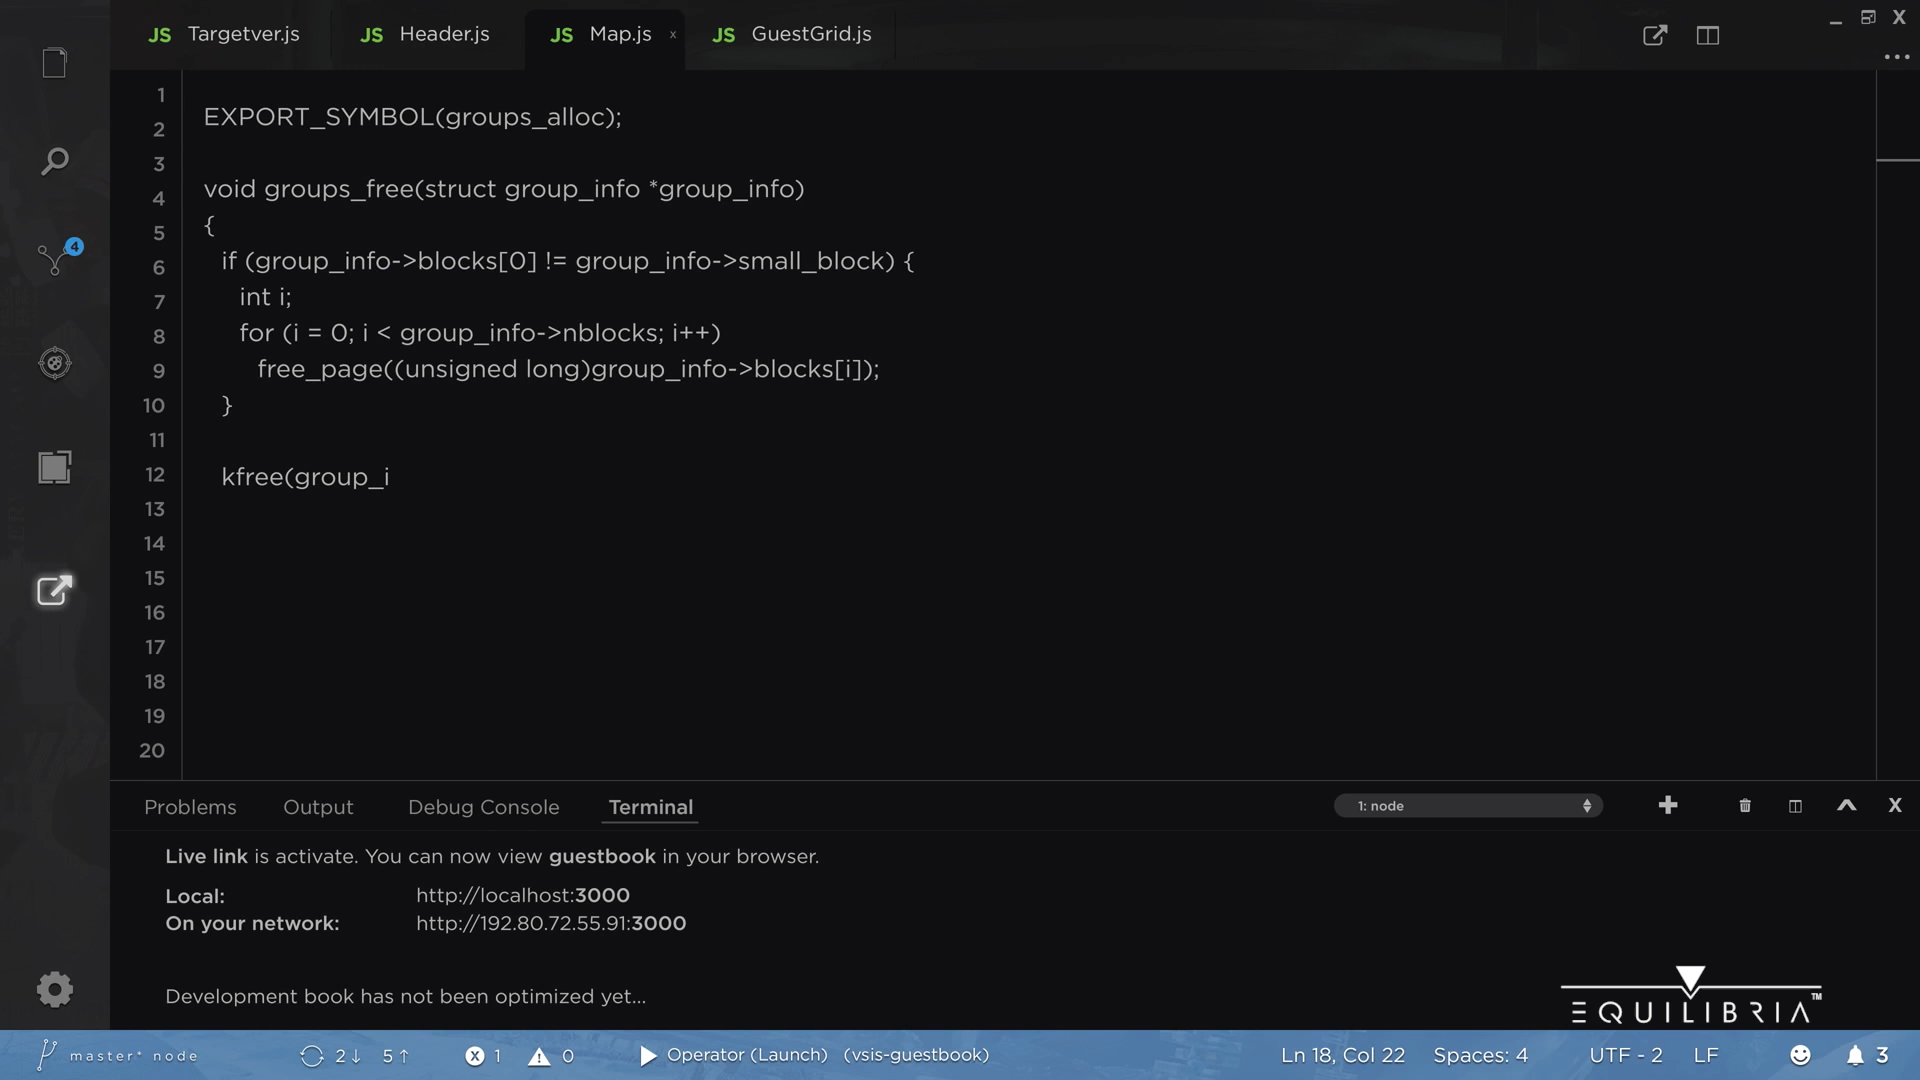 JS Targetver.js JS Header.js JS Map.js x JS GuestGrid.js
X
1
2
3
4
5
6
7
8
9
10
11
12
13
14
15
16
17
18
19
20
EXPORT_SYMBOL(groups_alloc);
void groups_free(struct group_info *group_info)
{
if (group_info->blocks[0] != group_info->small_block) {
int i;
for (i = 0; i < group_info->nblocks; i++)
free_page((unsigned long)group_info->blocks[i]);
}
kfree(group_i
4
Problems Output Debug Console Terminal 1: node X
Live link is activate. You can now view guestbook in your browser.
Local: http://localhost:3000
On your network: http://192.80.72.55.91:3000
Development book has not been optimized yet...
EQUILIBRIA™
master* node 2↓ 5↑ X 1 0 Operator (Launch) (vsis-guestbook) Ln 18, Col 22 Spaces: 4 UTF - 2 LF 3